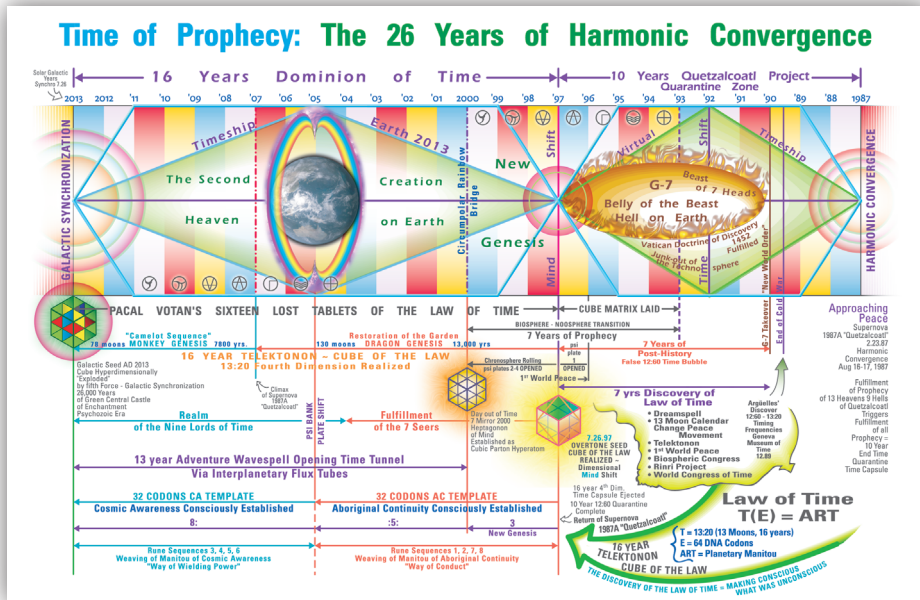 Time of Prophecy: The 26 Years of Harmonic Convergence
Solar Galactic
Years
Synchro 7.26
16 Years Dominion of Time
10 Years Quetzalcoatl Project
Quarantine Zone
2013 '12 '11 '09 '07 '06 '05 '04 '03 '02 '01 2000 '99 '98 '97 '96 '95 '94 '93 '92 '91 '90 '88 1987
GALACTIC SYNCHRONIZATION
Timeship
Earth 2013
The Second
Heaven
Creation
on Earth
Circumpolar Rainbow
Bridge
New
Genesis
Shift
Mind
Virtual
Shift
Timeship
G-7
Beast
of 7 Heads
Belly of the Beast
Hell on Earth
Vatican Doctrine of Discovery
1452
Fulfilled
Junk-out of
the Techno sphere
Time
HARMONIC CONVERGENCE
G-7 Takeover "New World Order"
End of Cold War
PACAL VOTAN'S SIXTEEN LOST TABLETS OF THE LAW OF TIME
CUBE MATRIX LAID
BIOSPHERE - NOOSPHERE TRANSITION
7 Years of Prophecy
"Camelot Sequence"
78 moons MONKEY GENESIS 7800 yrs.
Restoration of the Garden
130 moons DRAGON GENESIS 13,000 yrs
16 YEAR TELEKTONON – CUBE OF THE LAW
13:20 Fourth Dimension Realized
psi
plate
1
OPENED
7 Years of
Post-History
False 12:60 Time Bubble
Chronosphere Rolling
psi plates 2-4 OPENED
1st World Peace
Approaching
Peace
Supernova
1987A "Quetzalcoatl"
2.23.87
Harmonic
Convergence
Aug 16-17, 1987
Fulfillment
of Prophecy
of 13 Heavens 9 Hells
of Quetzalcoatl
Triggers
Fulfillment
of all
Prophecy =
10 Year
End Time
Quarantine
Time Capsule
Galactic Seed AD 2013
Cube Hyperdimensionally
"Exploded"
by fifth Force - Galactic Synchronization
26,000 Years
of Green Central Castle
of Enchantment
Psychozoic Era
Climax
of Supernova
1987A
"Quetzalcoatl"
PSI BANK
PLATE SHIFT
Realm
of the Nine Lords of Time
Fulfillment
of the 7 Seers
Day out of Time
7 Mirror 2000
Heptagonon
of Mind
Established as
Cubic Parton Hyperatom
7 yrs Discovery of
Law of Time
• Dreamspell
• 13 Moon Calendar
Change Peace
Movement
• Telektonon
• 1st World Peace
• Biospheric Congress
• Rinri Project
• World Congress of Time
Argüelles'
Discover
12:60 - 13:20
Timing
Frequencies
Geneva
Museum of
Time
12.89
7.26.97
OVERTONE SEED
CUBE OF THE LAW
REALIZED –
Dimensional
Mind Shift
13 year Adventure Wavespell Opening Time Tunnel
Via Interplanetary Flux Tubes
16 year 4th Dim.
Time Capsule Ejected
10 Year 12:60 Quarantine
Complete
Return of Supernova
1987A "Quetzalcoatl"
32 CODONS CA TEMPLATE
Cosmic Awareness Consciously Established
32 CODONS AC TEMPLATE
Aboriginal Continuity Consciously Established
8: :5: 3
New Genesis
Rune Sequences 3, 4, 5, 6
Weaving of Manitou of Cosmic Awareness
"Way of Wielding Power"
Rune Sequences 1, 2, 7, 8
Weaving of Manitou of Aboriginal Continuity
"Way of Conduct"
Law of Time
T(E) = ART
T = 13:20 (13 Moons, 16 years)
E = 64 DNA Codons
ART = Planetary Manitou
16 YEAR
TELEKTONON
CUBE OF THE LAW
THE DISCOVERY OF THE LAW OF TIME = MAKING CONSCIOUS
WHAT WAS UNCONSCIOUS